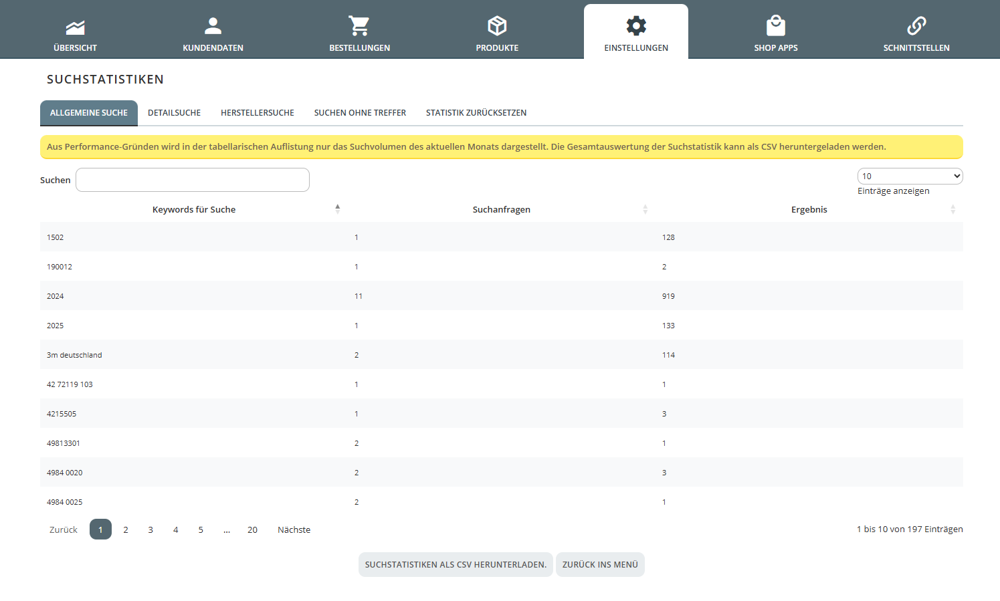 ÜBERSICHT KUNDENDATEN BESTELLUNGEN PRODUKTE EINSTELLUNGEN SHOP APPS SCHNITTSTELLEN
SUCHSTATISTIKEN
ALLGEMEINE SUCHE DETAILSUCHE HERSTELLERSUCHE SUCHEN OHNE TREFFER STATISTIK ZURÜCKSETZEN
Aus Performance-Gründen wird in der tabellarischen Auflistung nur das Suchvolumen des aktuellen Monats dargestellt. Die Gesamtauswertung der Suchstatistik kann als CSV heruntergeladen werden.
Suchen 10
Einträge anzeigen
Keywords für Suche Suchanfragen Ergebnis
1502 1 128
190012 1 2
2024 11 919
2025 1 133
3m deutschland 2 114
42 72119 103 1 1
4215505 1 3
49813301 2 1
4984 0020 2 3
4984 0025 2 1
Zurück 1 2 3 4 5 ... 20 Nächste 1 bis 10 von 197 Einträgen
SUCHSTATISTIKEN ALS CSV HERUNTERLADEN. ZURÜCK INS MENÜ